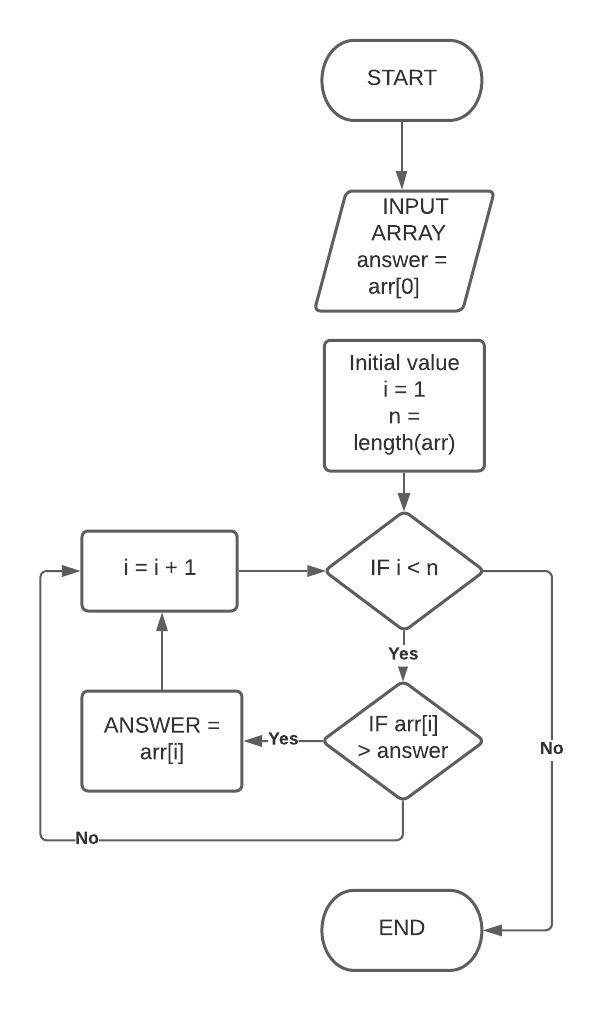 START
INPUT
ARRAY
answer =
arr[0]
Initial value
i = 1
n =
length(arr)
i = i + 1
IF i < n
Yes
ANSWER =
arr[i]
Yes
IF arr[i]
> answer
No
No
END